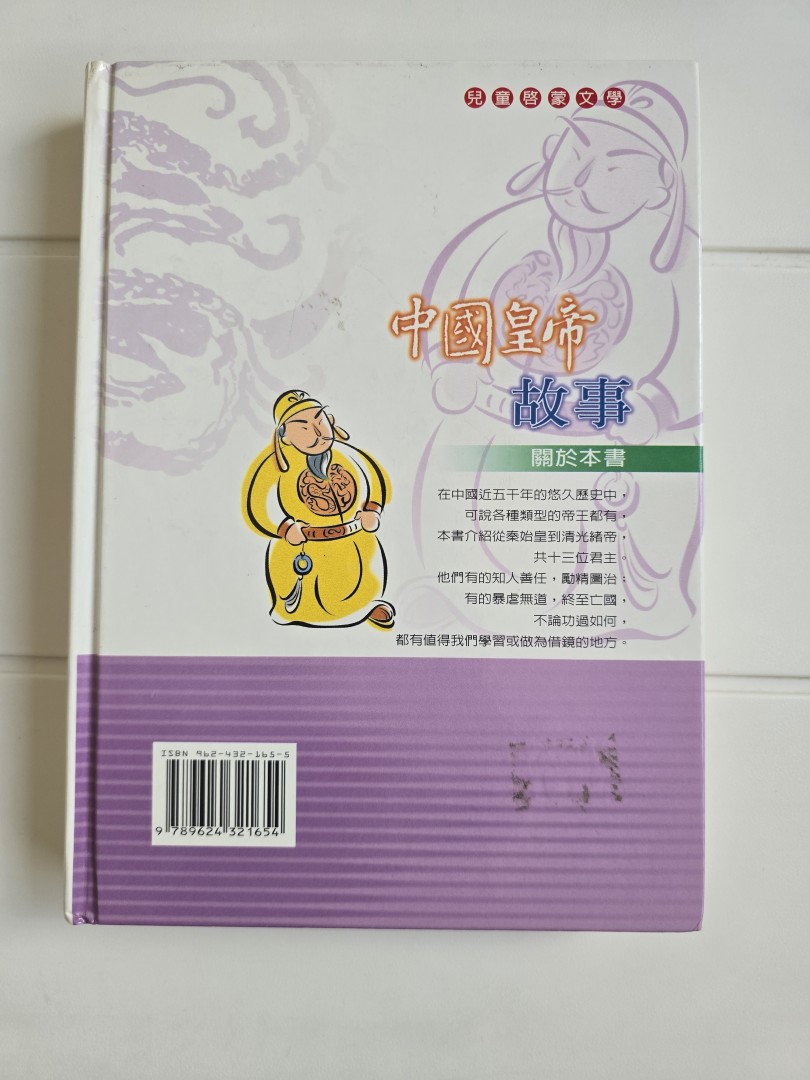 兒童啓蒙文學
中國皇帝
故事
關於本書
在中國近五千年的悠久歷史中，
可說各種類型的帝王都有，
本書介紹從秦始皇到清光緒帝，
共十三位君主。
他們有的知人善任，勵精圖治；
有的暴虐無道，終至亡國，
不論功過如何，
都有值得我們學習或做為借鏡的地方。
ISBN 962-432-165-5
9 789624 321654